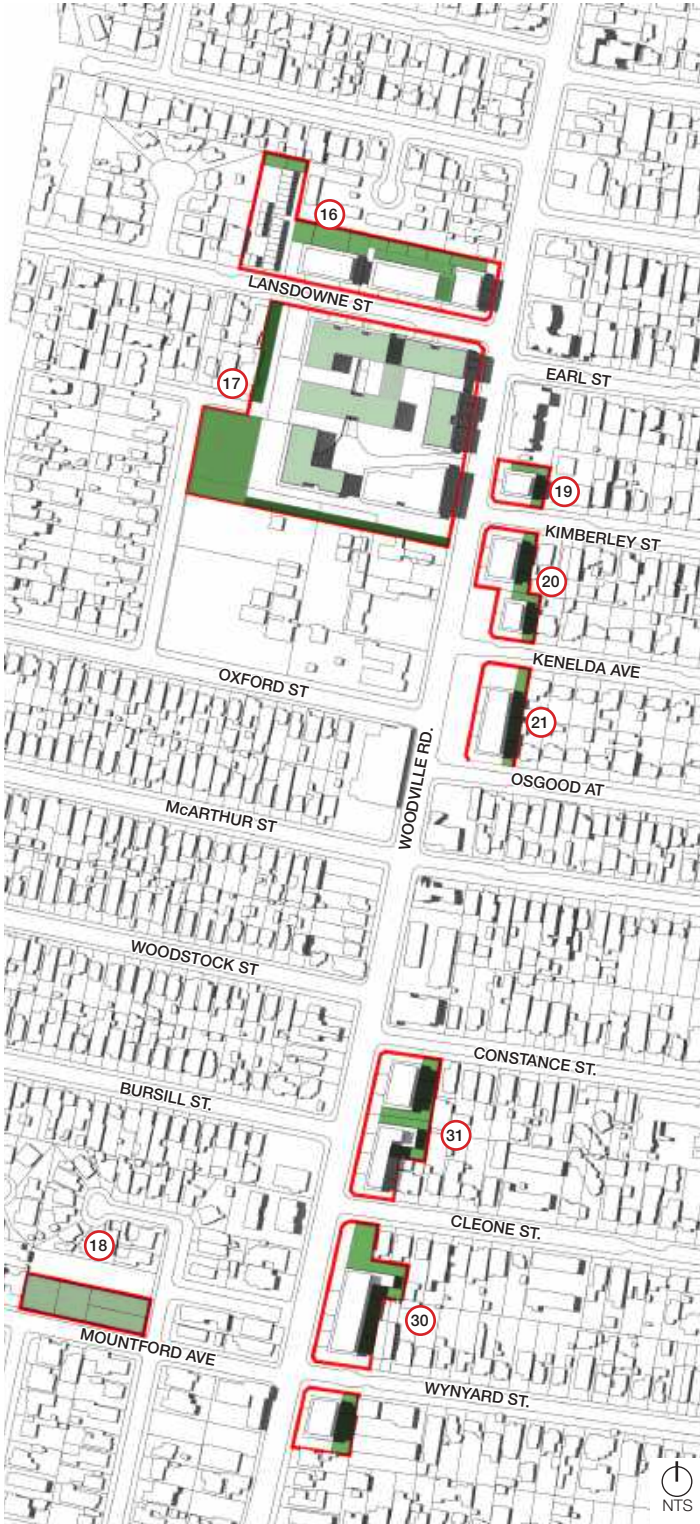 16
LANSDOWNE ST
EARL ST
17
19
KIMBERLEY ST
20
KENELDA AVE
OXFORD ST
21
WOODVILLE RD.
OSGOOD AT
McARTHUR ST
WOODSTOCK ST
CONSTANCE ST.
BURSILL ST.
31
CLEONE ST.
18
30
MOUNTFORD AVE
WYNYARD ST.
NTS